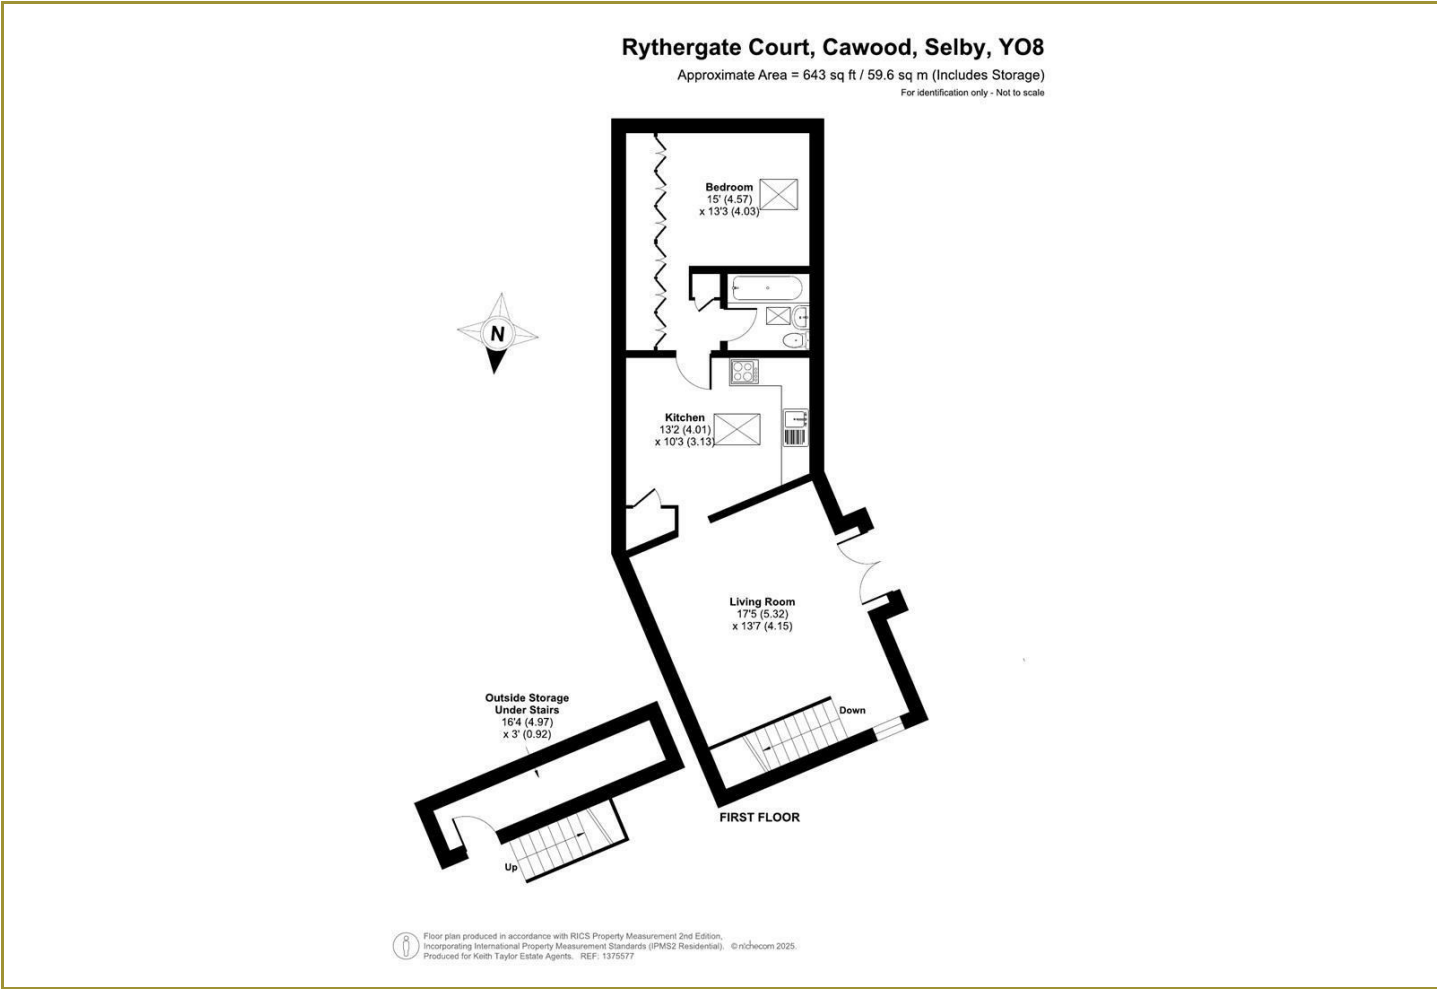 Rythergate Court, Cawood, Selby, YO8
Approximate Area = 643 sq ft / 59.6 sq m (Includes Storage)
For identification only - Not to scale
Bedroom
15' (4.57)
x 13'3 (4.03)
N
Kitchen
13'2 (4.01)
x 10'3 (3.13)
Living Room
17'5 (5.32)
x 13'7 (4.15)
Down
Outside Storage
Under Stairs
16'4 (4.97)
x 3' (0.92)
FIRST FLOOR
Up
Floor plan produced in accordance with RICS Property Measurement 2nd Edition,
Incorporating International Property Measurement Standards (IPMS2 Residential). © nichecom 2025.
Produced for Keith Taylor Estate Agents. REF: 1375577